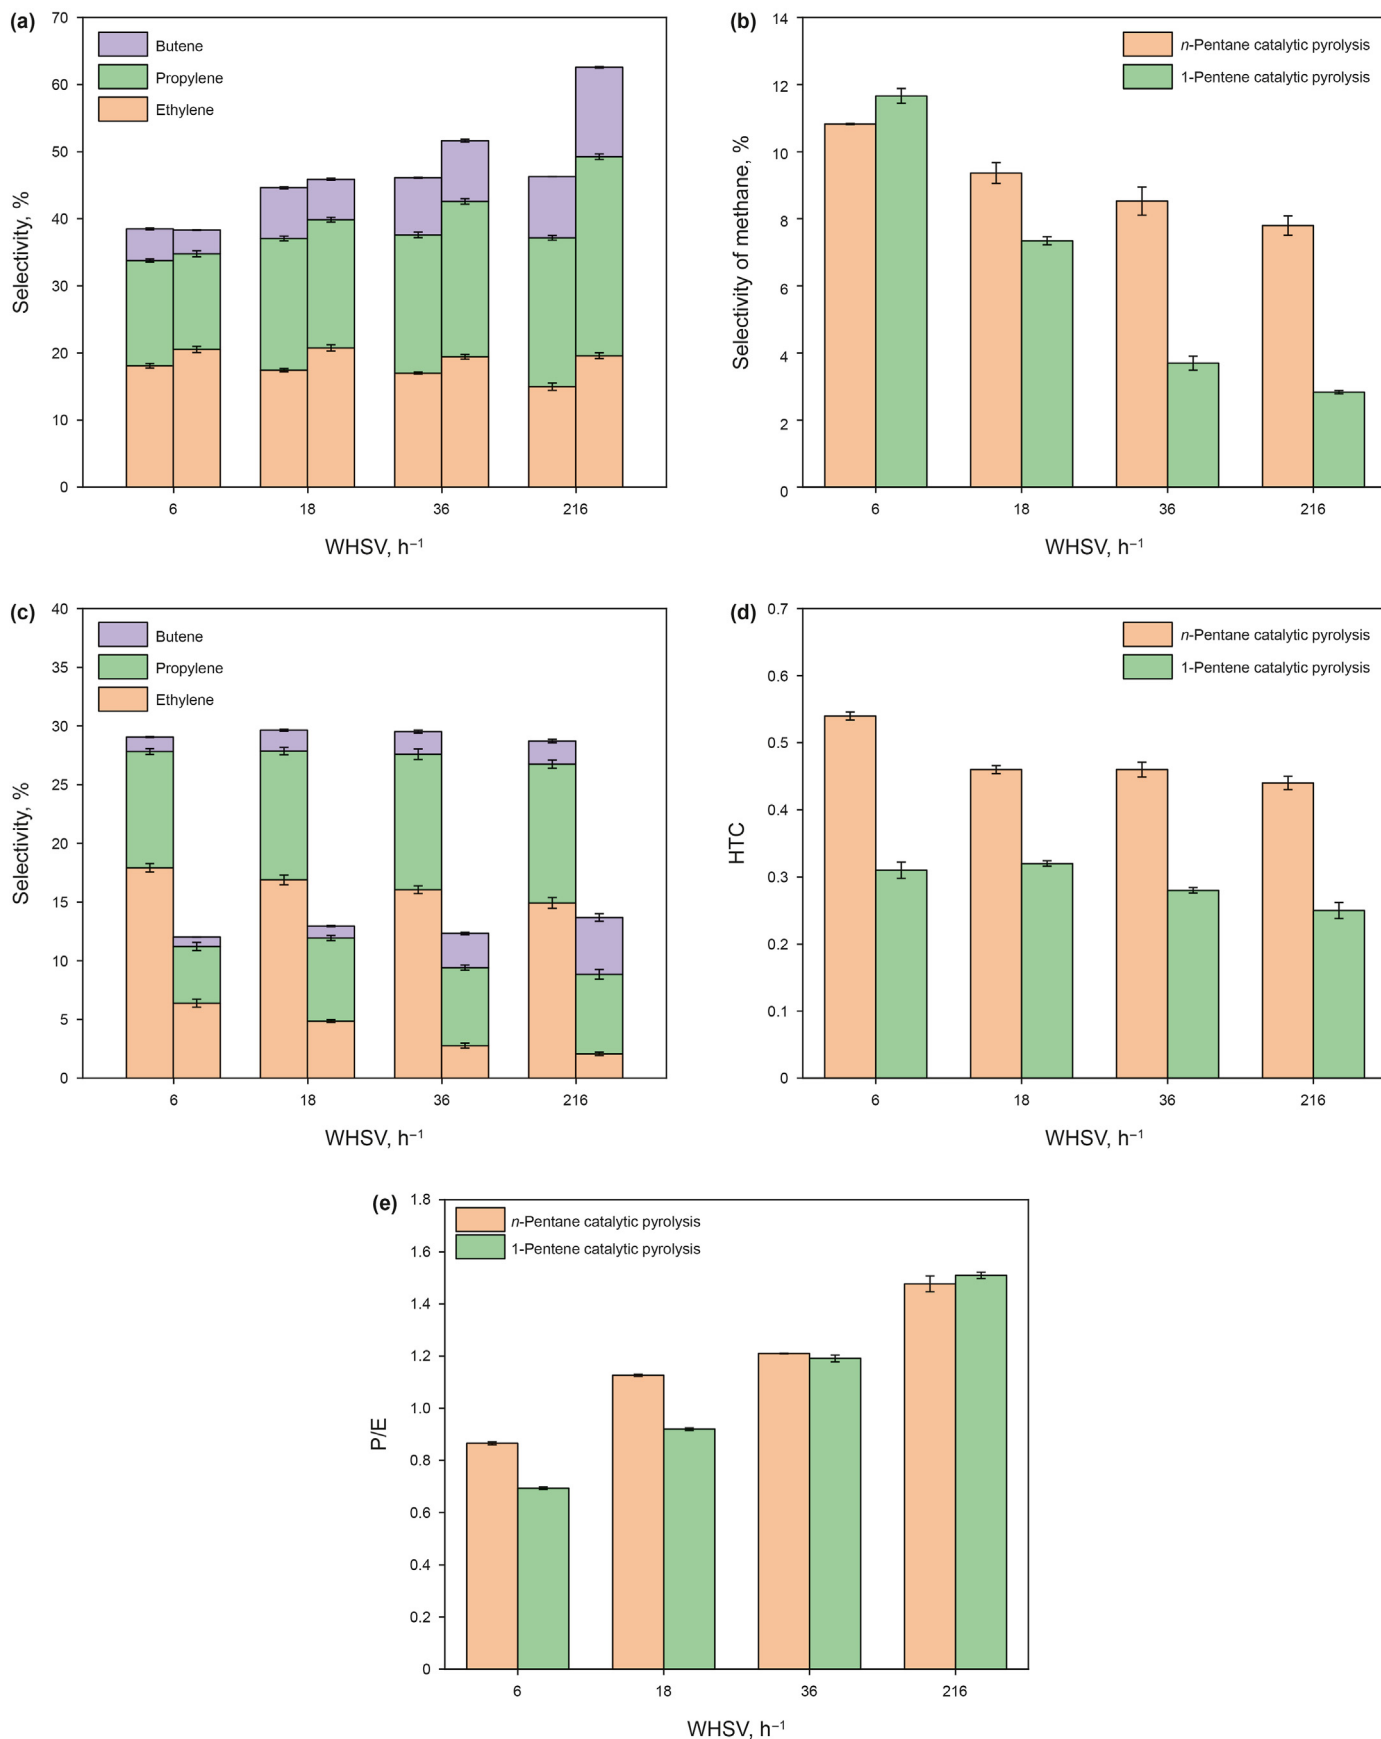 (a)
70
60
50
40
30
20
10
0
Selectivity, %
Butene
Propylene
Ethylene
6 18 36 216
WHSV, h⁻¹
(b)
14
12
10
8
6
4
2
0
Selectivity of methane, %
n-Pentane catalytic pyrolysis
1-Pentene catalytic pyrolysis
6 18 36 216
WHSV, h⁻¹
(c)
40
35
30
25
20
15
10
5
0
Selectivity, %
Butene
Propylene
Ethylene
6 18 36 216
WHSV, h⁻¹
(d)
0.7
0.6
0.5
0.4
0.3
0.2
0.1
0
HTC
n-Pentane catalytic pyrolysis
1-Pentene catalytic pyrolysis
6 18 36 216
WHSV, h⁻¹
(e)
1.8
1.6
1.4
1.2
1.0
0.8
0.6
0.4
0.2
0
P/E
n-Pentane catalytic pyrolysis
1-Pentene catalytic pyrolysis
6 18 36 216
WHSV, h⁻¹